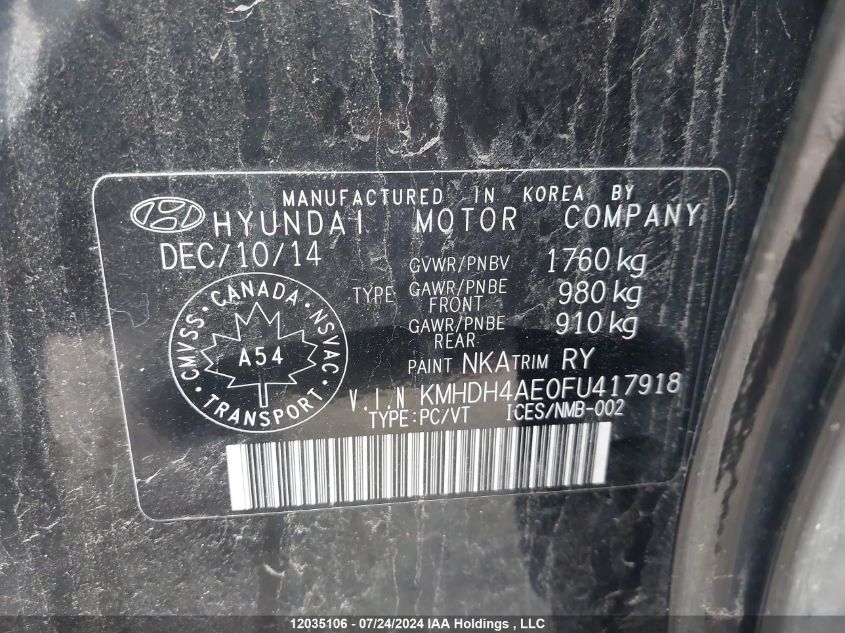 MANUFACTURED IN KOREA BY
HYUNDAI MOTOR COMPANY
DEC/10/14
GVWR/PNBV 1760 kg
TYPE GAWR/PNBE FRONT 980 kg
GAWR/PNBE REAR 910 kg
PAINT NKA TRIM RY
V.I.N KMHDH4AE0FU417918
TYPE:PC/VT ICES/NMB-002
CMVSS · CANADA · NSVAC
A54
· TRANSPORT ·
12035106 - 07/24/2024 IAA Holdings , LLC